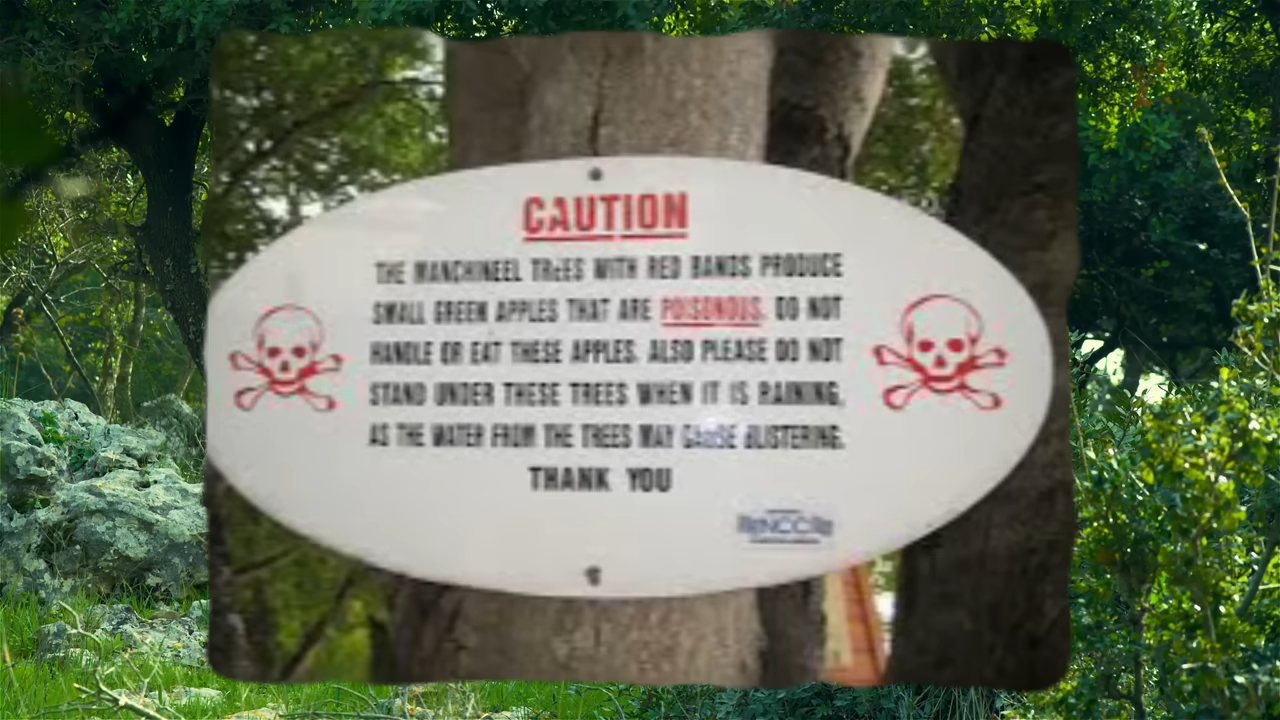 CAUTION
THE MANCHINEEL TREES WITH RED BANDS PRODUCE
SMALL GREEN APPLES THAT ARE POISONOUS. DO NOT
HANDLE OR EAT THESE APPLES. ALSO PLEASE DO NOT
STAND UNDER THESE TREES WHEN IT IS RAINING,
AS THE WATER FROM THE TREES MAY CAUSE BLISTERING.
THANK YOU